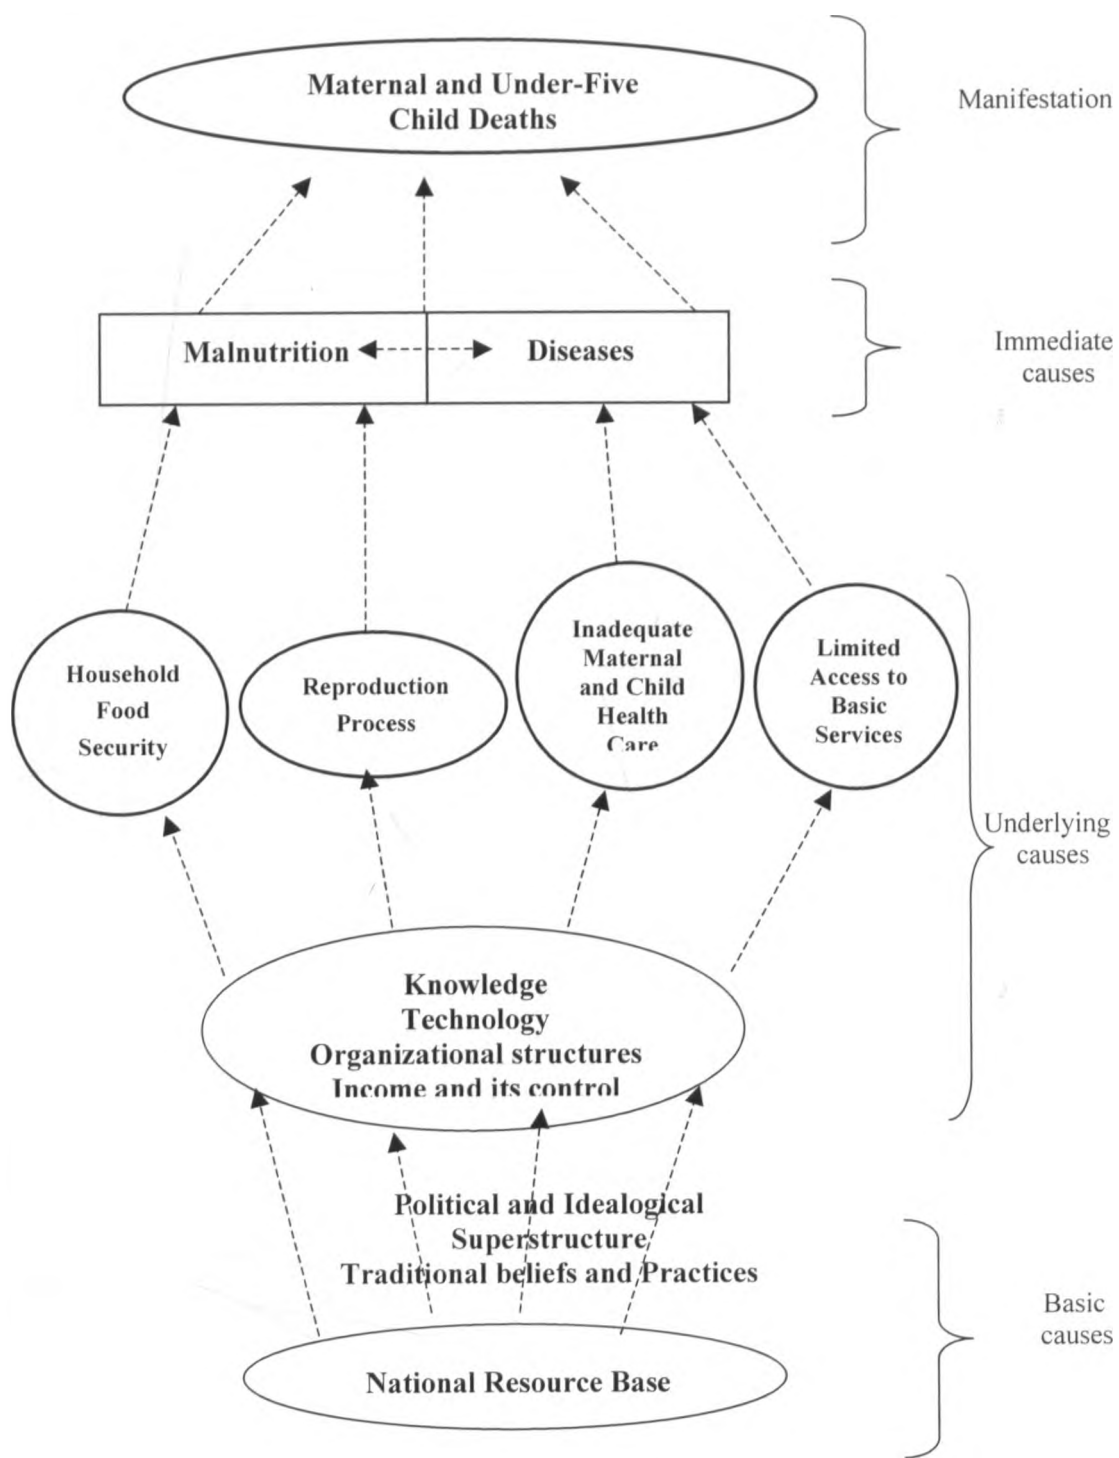 Maternal and Under-Five
Child Deaths
Manifestation
Malnutrition
Diseases
Immediate
causes
Household
Food
Security
Reproduction
Process
Inadequate
Maternal
and Child
Health
Care
Limited
Access to
Basic
Services
Underlying
causes
Knowledge
Technology
Organizational structures
Income and its control
Political and Idealogical
Superstructure
Traditional beliefs and Practices
Basic
causes
National Resource Base